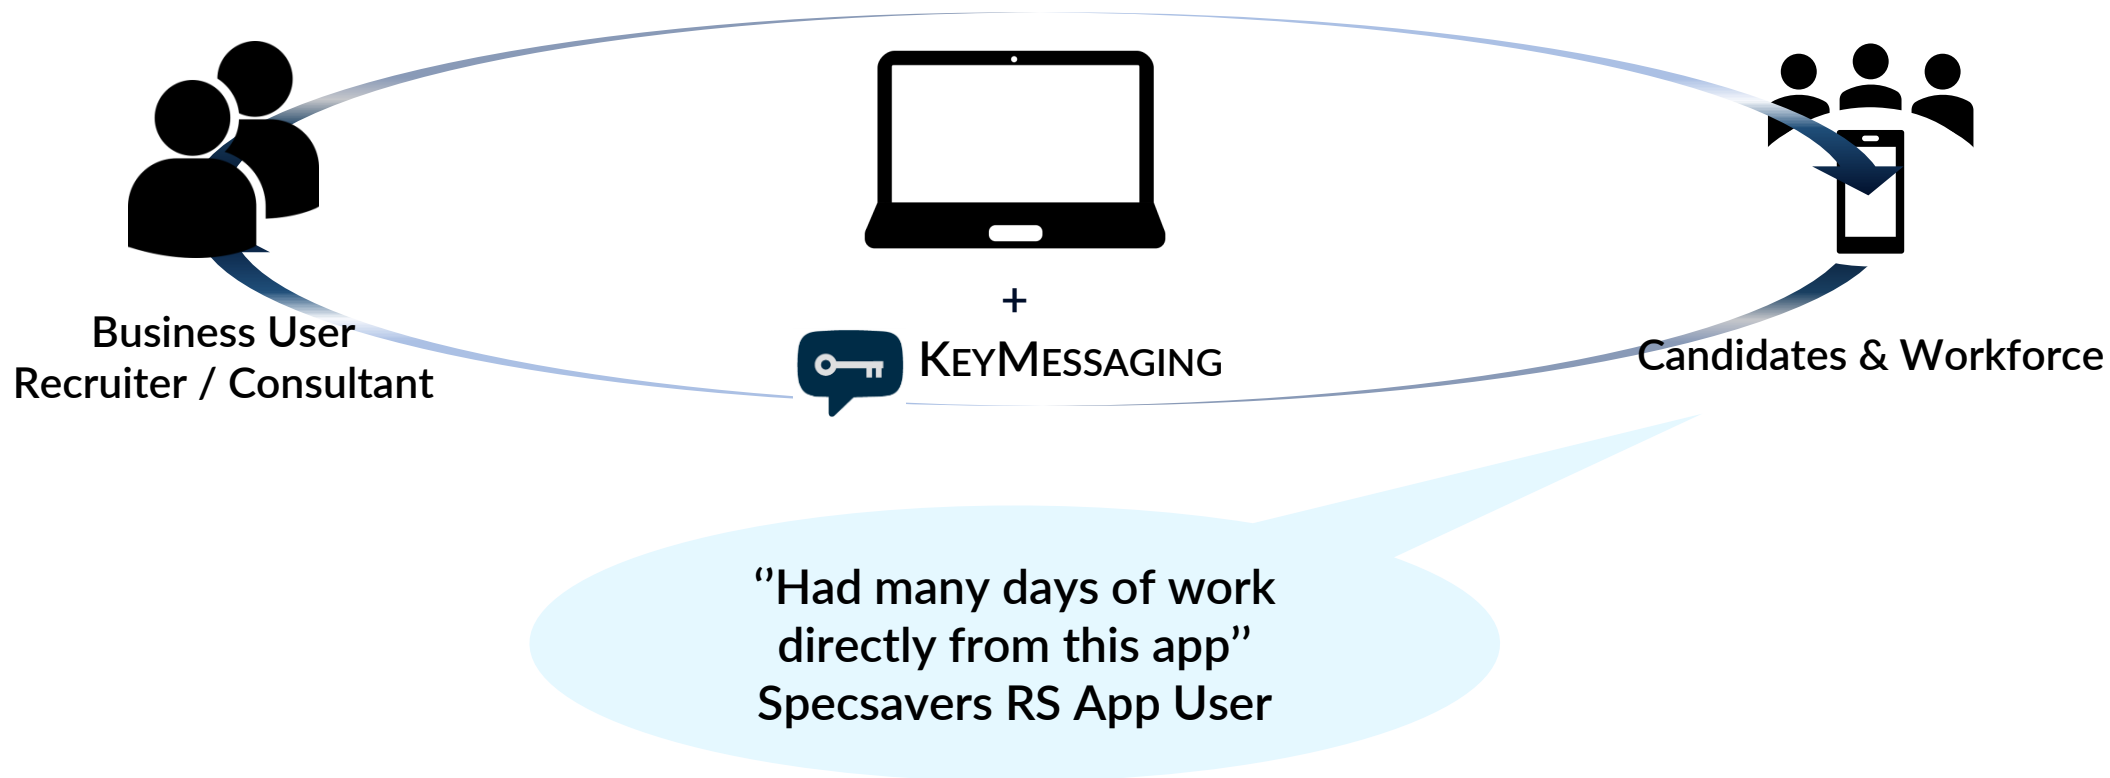 Business User
Recruiter / Consultant
+
KEYMESSAGING
Candidates & Workforce
‘’Had many days of work
directly from this app’’
Specsavers RS App User